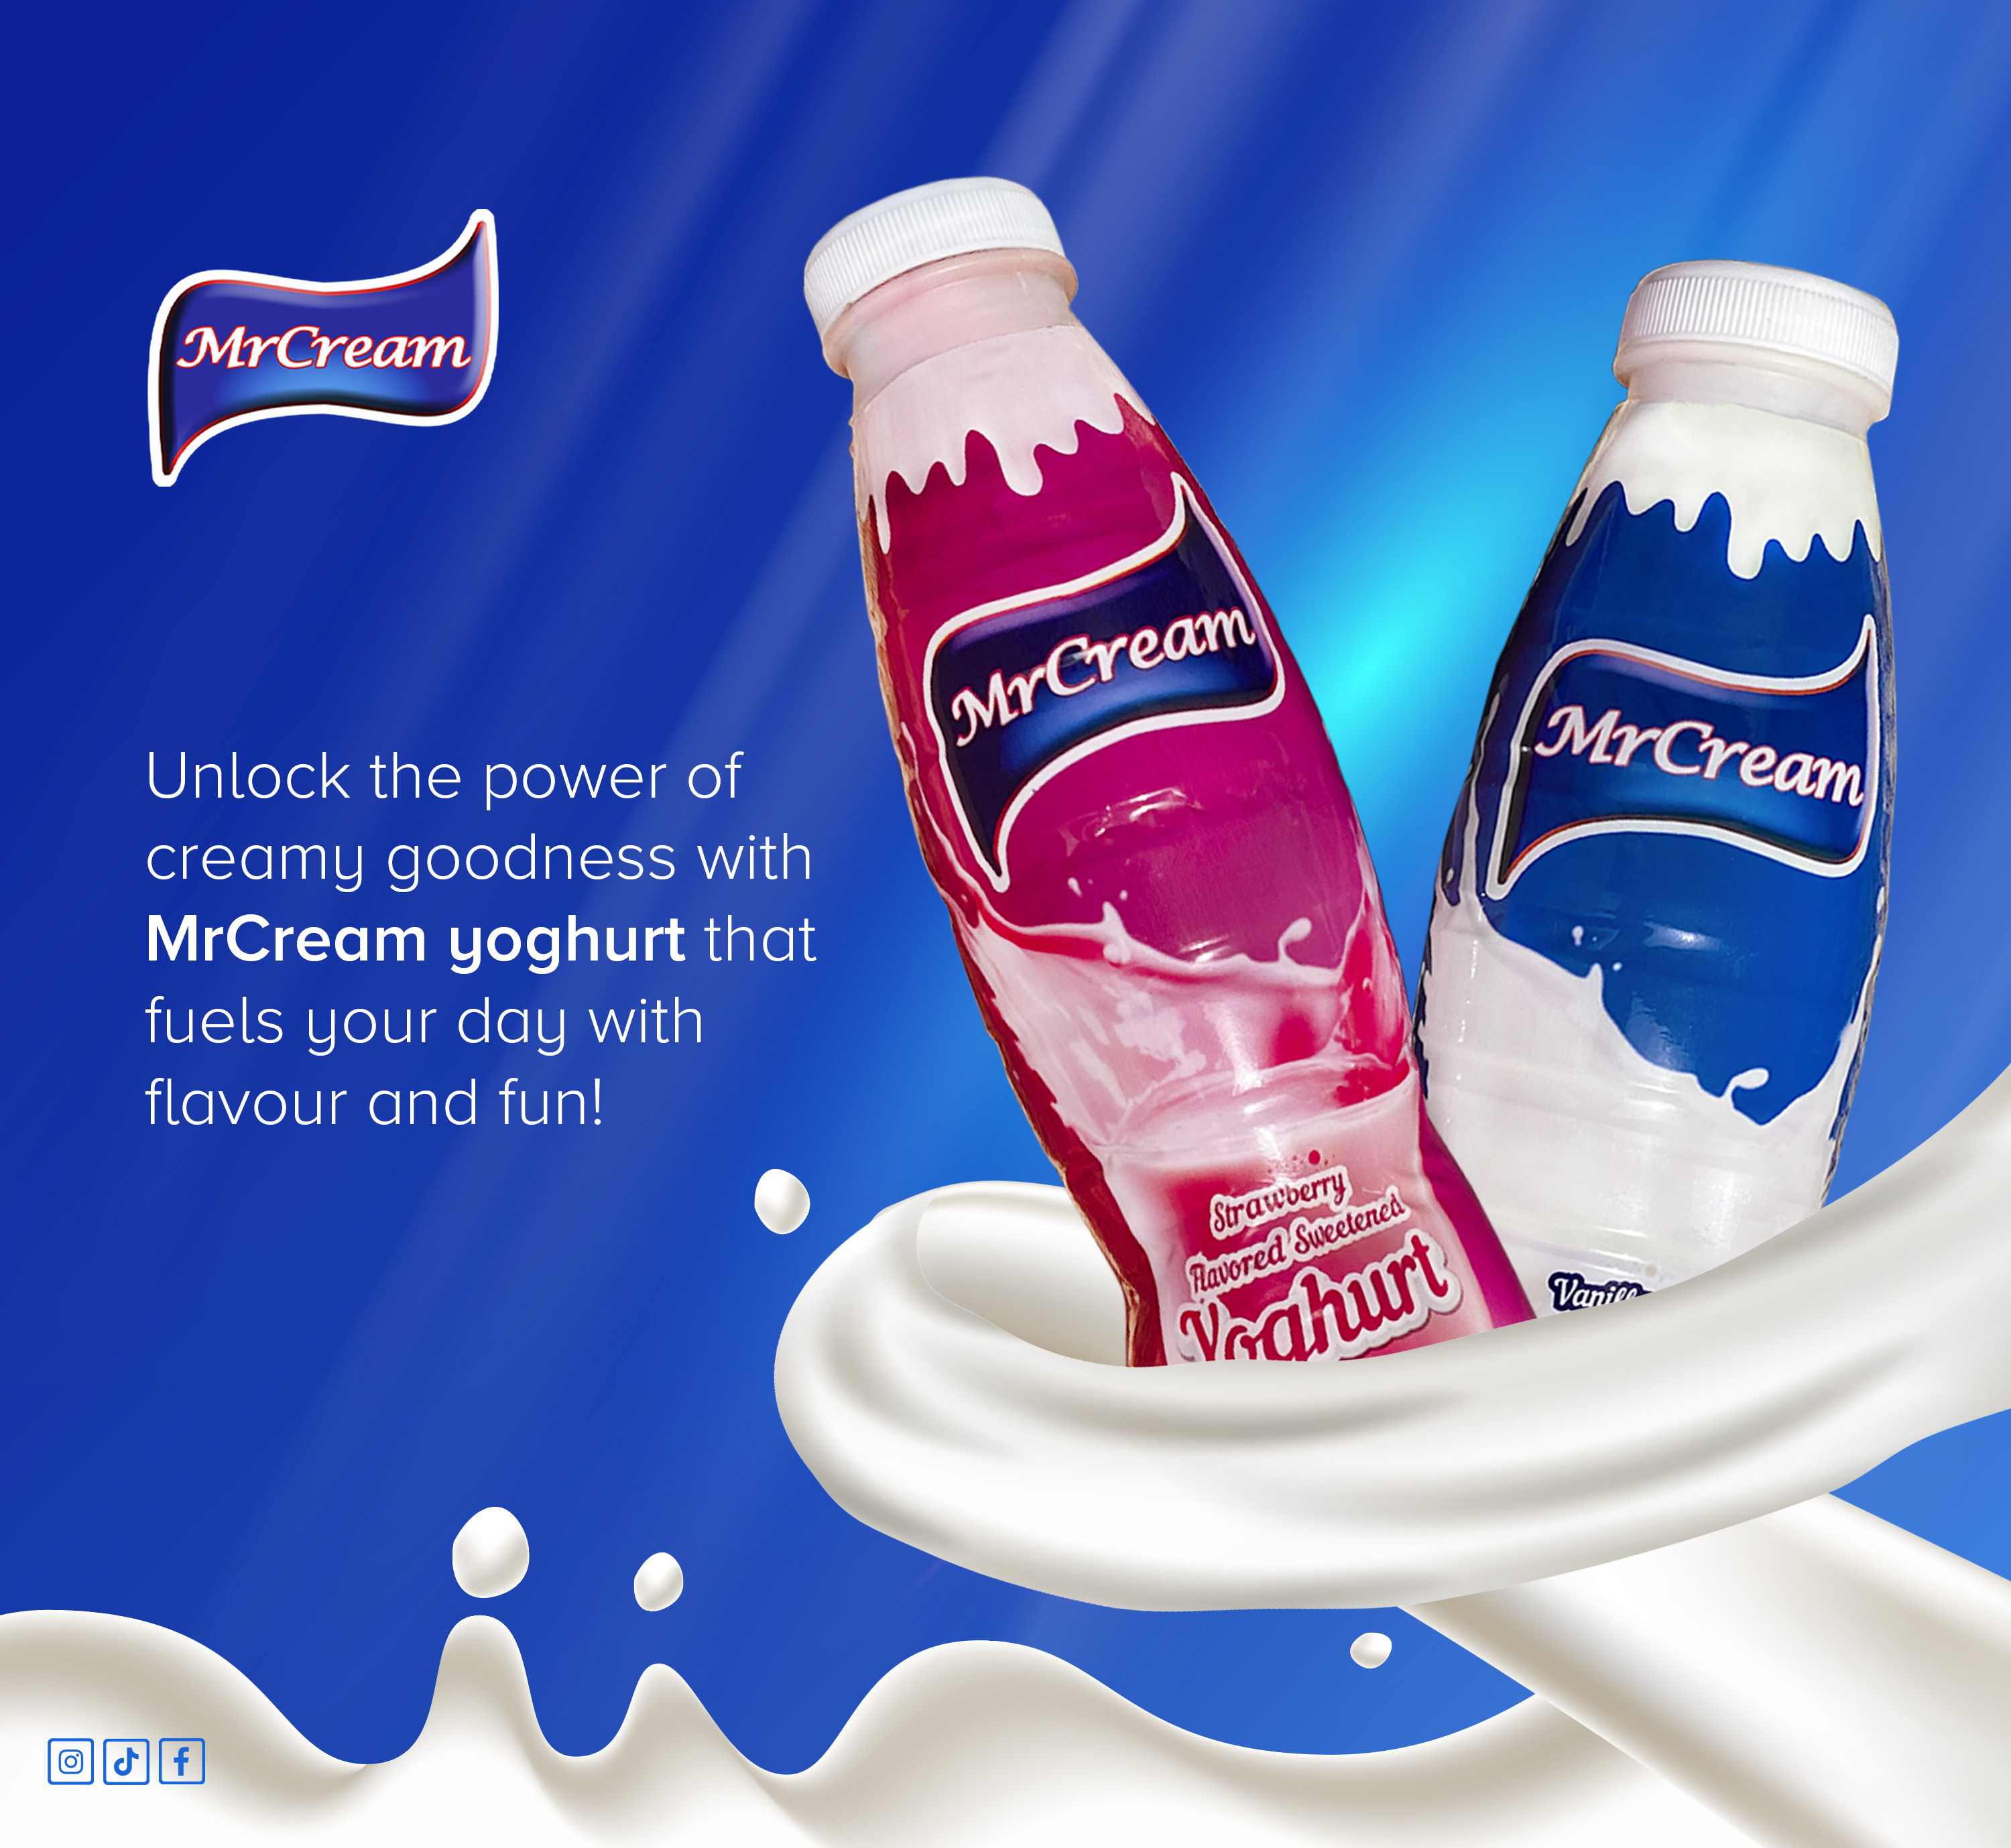 MrCream
Unlock the power of
creamy goodness with
MrCream yoghurt that
fuels your day with
flavour and fun!
MrCream
Strawberry
Flavored Sweetened
Yoghurt
MrCream